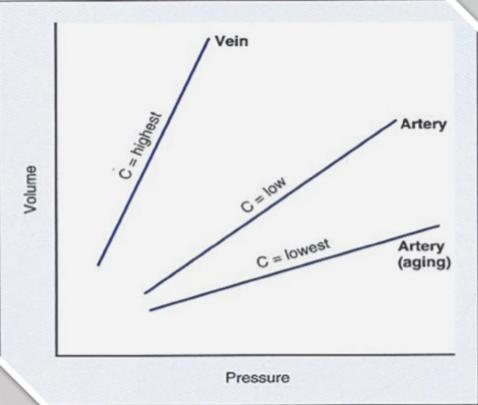 Vein
C = highest
Artery
C = low
C = lowest
Artery
(aging)
Volume
Pressure